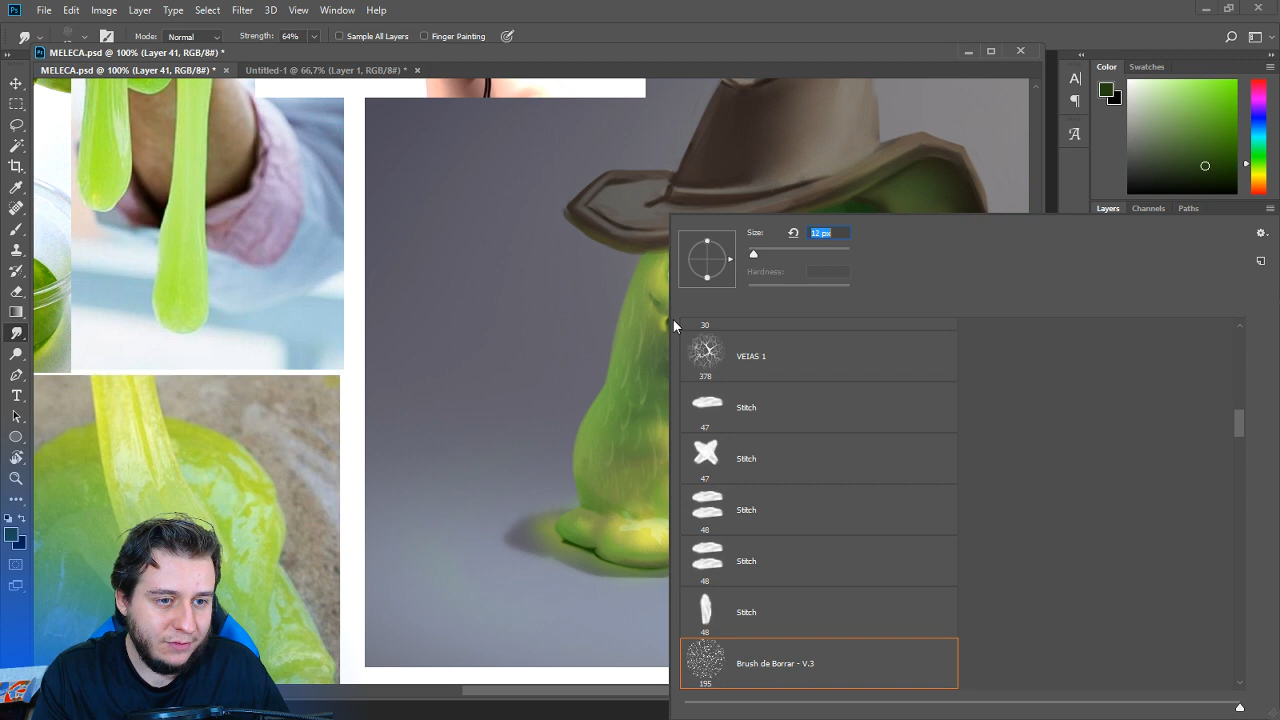 Ps File Edit Image Layer Type Select Filter 3D View Window Help
Mode: Normal Strength: 64% Sample All Layers Finger Painting
MELECA.psd @ 100% (Layer 41, RGB/8#) *
MELECA.psd @ 100% (Layer 41, RGB/8#) * Untitled-1 @ 66,7% (Layer 1, RGB/8#) *
Color Swatches
Layers Channels Paths
Size: 12 px
Hardness:
30
VEIAS 1
378
Stitch
47
Stitch
47
Stitch
48
Stitch
48
Stitch
48
Brush de Borrar - V.3
195